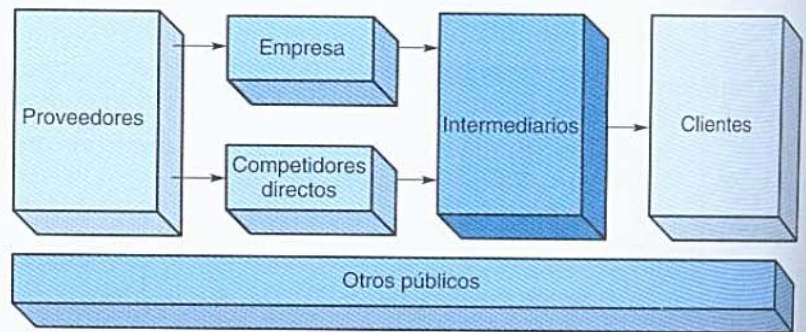 Proveedores
Empresa
Competidores
directos
Intermediarios
Clientes
Otros públicos